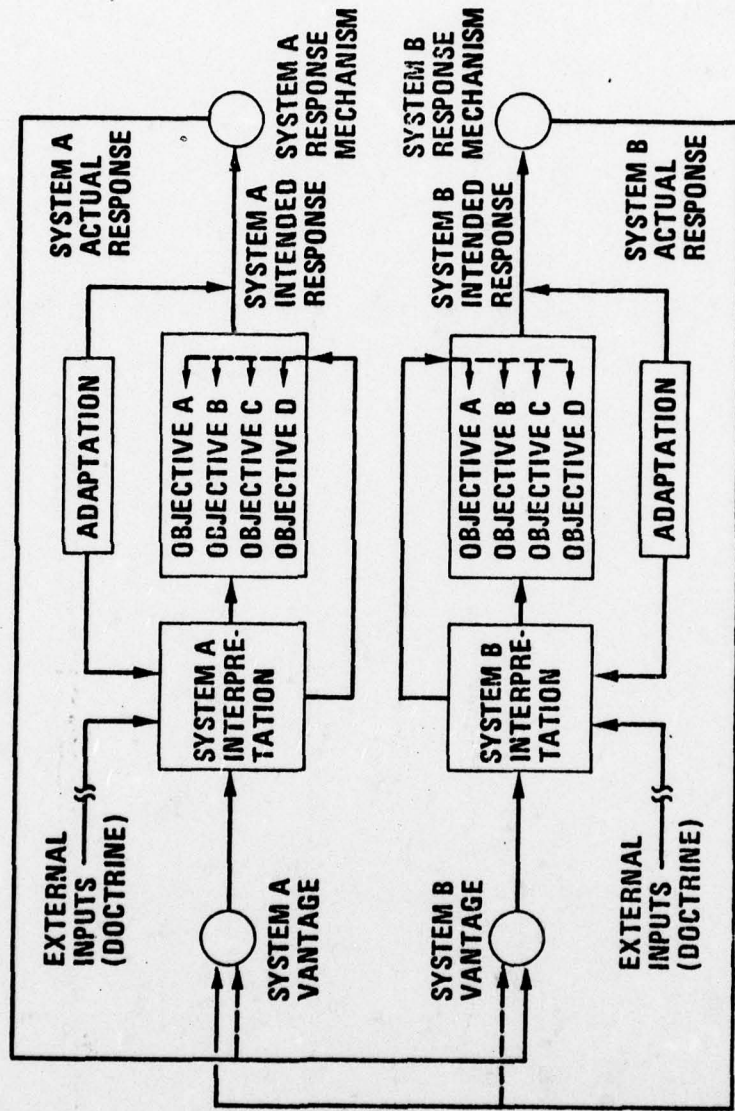 SYSTEM A
ACTUAL
RESPONSE
ADAPTATION
EXTERNAL
INPUTS
(DOCTRINE)
SYSTEM A
INTERPRE-
TATION
OBJECTIVE A
OBJECTIVE B
OBJECTIVE C
OBJECTIVE D
SYSTEM A
INTENDED
RESPONSE
SYSTEM A
RESPONSE
MECHANISM
SYSTEM A
VANTAGE
SYSTEM B
VANTAGE
SYSTEM B
INTERPRE-
TATION
OBJECTIVE A
OBJECTIVE B
OBJECTIVE C
OBJECTIVE D
SYSTEM B
INTENDED
RESPONSE
SYSTEM B
RESPONSE
MECHANISM
EXTERNAL
INPUTS
(DOCTRINE)
ADAPTATION
SYSTEM B
ACTUAL
RESPONSE